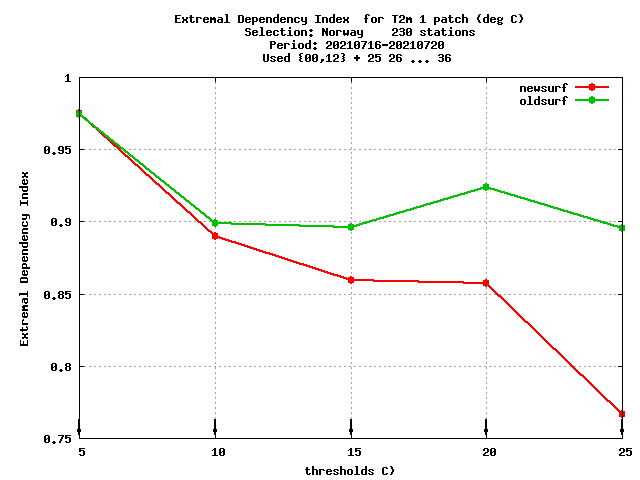 Extremal Dependency Index  for T2m 1 patch (deg C)
Selection: Norway    230 stations
Period: 20210716-20210720
Used {00,12} + 25 26 ... 36
newsurf
oldsurf
1
0.95
0.9
0.85
0.8
0.75
Extremal Dependency Index
5 10 15 20 25
thresholds C)